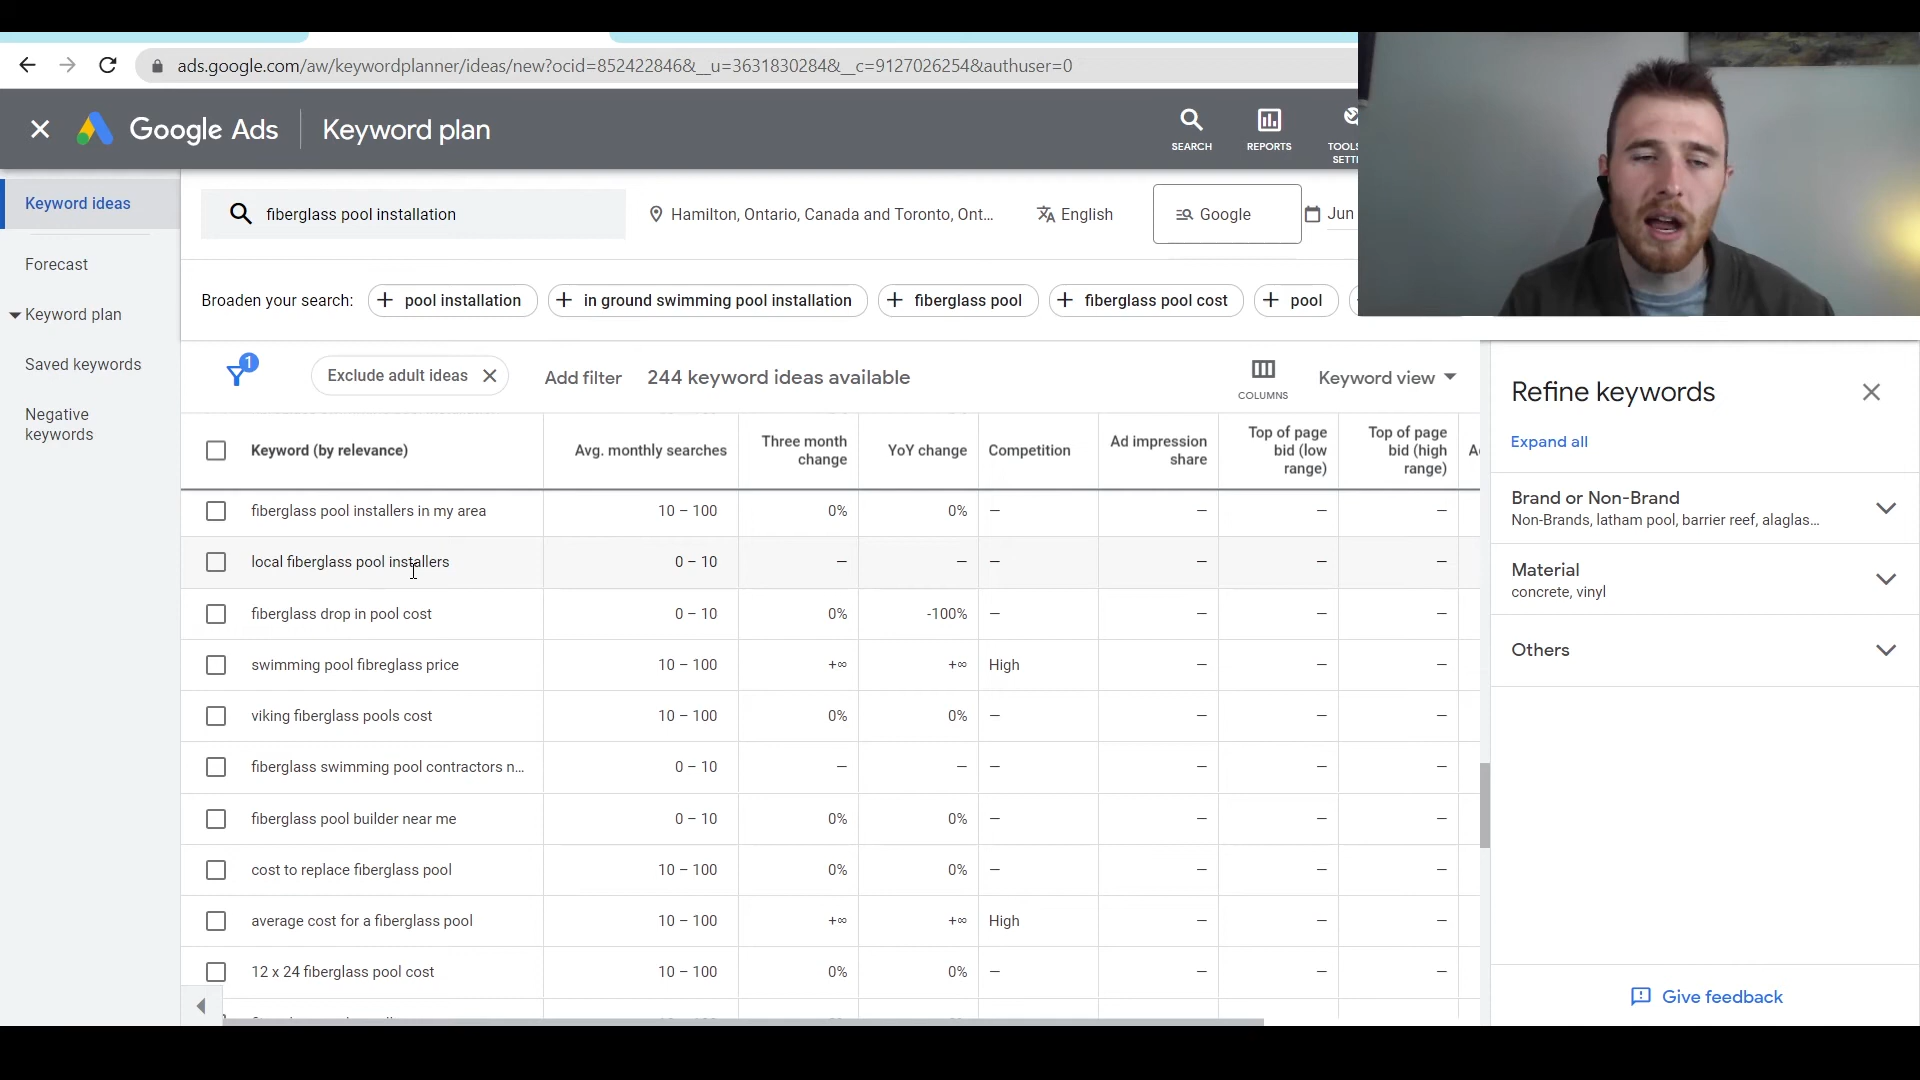 ads.google.com/aw/keywordplanner/ideas/new?ocid=852422846&__u=3631830284&__c=9127026254&authuser=0
Google Ads
Keyword plan
SEARCH
REPORTS
TOOLS
SETTI
Keyword ideas
Forecast
Keyword plan
Saved keywords
Negative
keywords
fiberglass pool installation
Hamilton, Ontario, Canada and Toronto, Ont...
English
Google
Jun
Broaden your search:
pool installation
in ground swimming pool installation
fiberglass pool
fiberglass pool cost
pool
1
Exclude adult ideas
Add filter
244 keyword ideas available
COLUMNS
Keyword view
Keyword (by relevance)
Avg. monthly searches
Three month
change
YoY change
Competition
Ad impression
share
Top of page
bid (low
range)
Top of page
bid (high
range)
fiberglass pool installers in my area 10 – 100 0% 0% — — — —
local fiberglass pool installers 0 – 10 — — — — — —
fiberglass drop in pool cost 0 – 10 0% -100% — — — —
swimming pool fibreglass price 10 – 100 +∞ +∞ High — — —
viking fiberglass pools cost 10 – 100 0% 0% — — — —
fiberglass swimming pool contractors n... 0 – 10 — — — — — —
fiberglass pool builder near me 0 – 10 0% 0% — — — —
cost to replace fiberglass pool 10 – 100 0% 0% — — — —
average cost for a fiberglass pool 10 – 100 +∞ +∞ High — — —
12 x 24 fiberglass pool cost 10 – 100 0% 0% — — — —
Refine keywords
Expand all
Brand or Non-Brand
Non-Brands, latham pool, barrier reef, alaglas...
Material
concrete, vinyl
Others
Give feedback